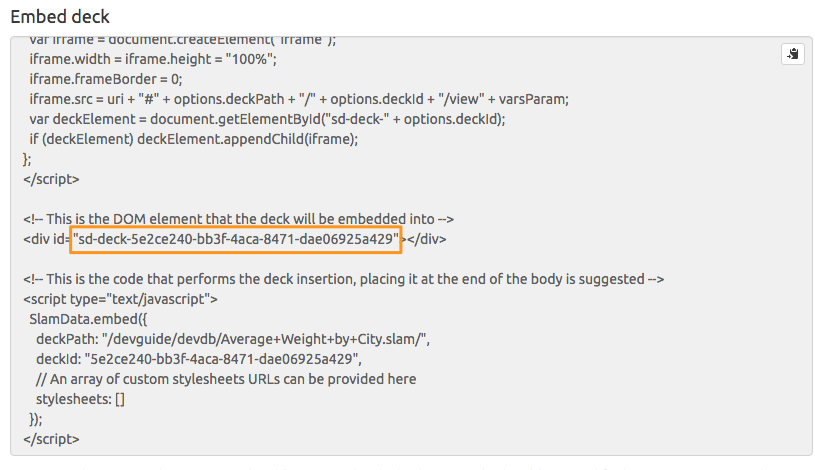 Embed deck
var iframe = document.createElement("iframe");
iframe.width = iframe.height = "100%";
iframe.frameBorder = 0;
iframe.src = uri + "#" + options.deckPath + "/" + options.deckId + "/view" + varsParam;
var deckElement = document.getElementById("sd-deck-" + options.deckId);
if (deckElement) deckElement.appendChild(iframe);
};
</script>
<!-- This is the DOM element that the deck will be embedded into -->
<div id="sd-deck-5e2ce240-bb3f-4aca-8471-dae06925a429"></div>
<!-- This is the code that performs the deck insertion, placing it at the end of the body is suggested -->
<script type="text/javascript">
SlamData.embed({
deckPath: "/devguide/devdb/Average+Weight+by+City.slam/",
deckId: "5e2ce240-bb3f-4aca-8471-dae06925a429",
// An array of custom stylesheets URLs can be provided here
stylesheets: []
});
</script>